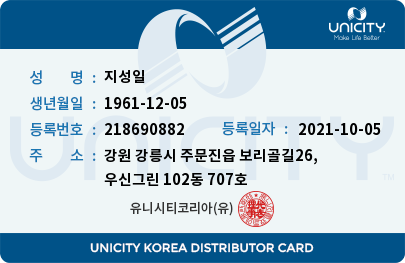 UNICITY
Make Life Better
성 명 : 지성일
생년월일 : 1961-12-05
등록번호 : 218690882 등록일자 : 2021-10-05
주 소 : 강원 강릉시 주문진읍 보리골길26,
우신그린 102동 707호
유니시티코리아(유)
UNICITY
UNICITY KOREA DISTRIBUTOR CARD